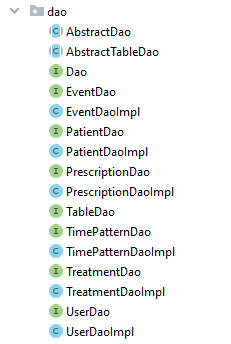 dao
AbstractDao
AbstractTableDao
Dao
EventDao
EventDaoImpl
PatientDao
PatientDaoImpl
PrescriptionDao
PrescriptionDaoImpl
TableDao
TimePatternDao
TimePatternDaoImpl
TreatmentDao
TreatmentDaoImpl
UserDao
UserDaoImpl